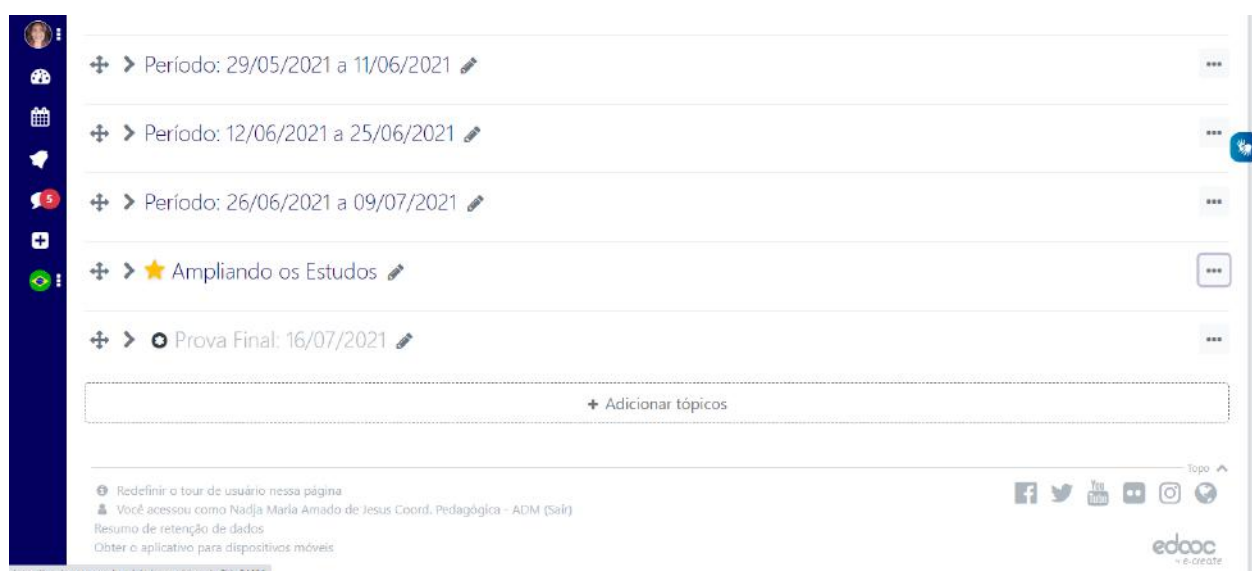 Período: 29/05/2021 a 11/06/2021
Período: 12/06/2021 a 25/06/2021
5
Período: 26/06/2021 a 09/07/2021
Ampliando os Estudos
Prova Final: 16/07/2021
+ Adicionar tópicos
Topo
Redefinir o tour de usuário nessa página
Você acessou como Nadja Maria Amado de Jesus Coord. Pedagógica - ADM (Sair)
Resumo de retenção de dados
Obter o aplicativo para dispositivos móveis
You Tube
edooc
e-create